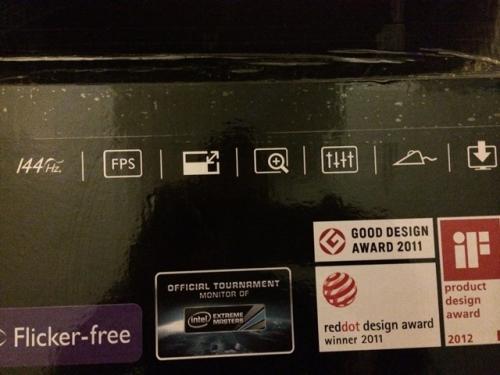 144Hz.
FPS
GOOD DESIGN
AWARD 2011
OFFICIAL TOURNAMENT
MONITOR OF
intel EXTREME
MASTERS
reddot design award
winner 2011
iF
product
design
award
2012
Flicker-free